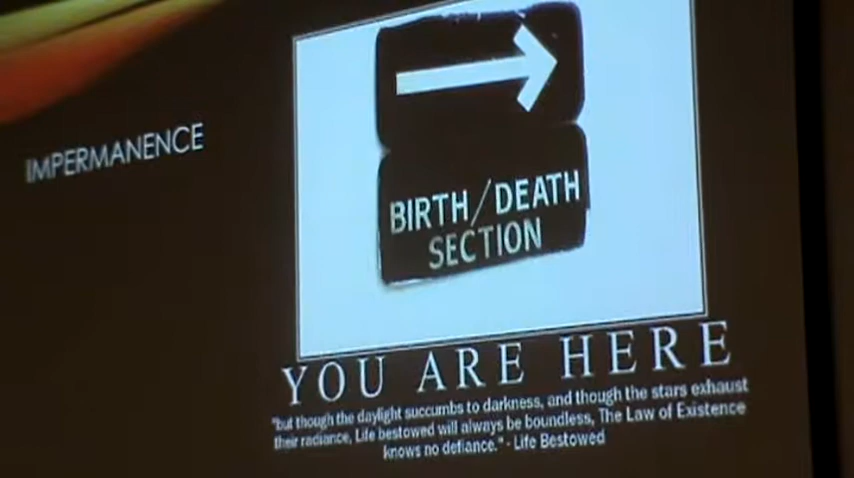 IMPERMANENCE
BIRTH/DEATH
SECTION
YOU ARE HERE
"but though the daylight succumbs to darkness, and though the stars exhaust
their radiance, Life bestowed will always be boundless, The Law of Existence
knows no defiance." - Life Bestowed